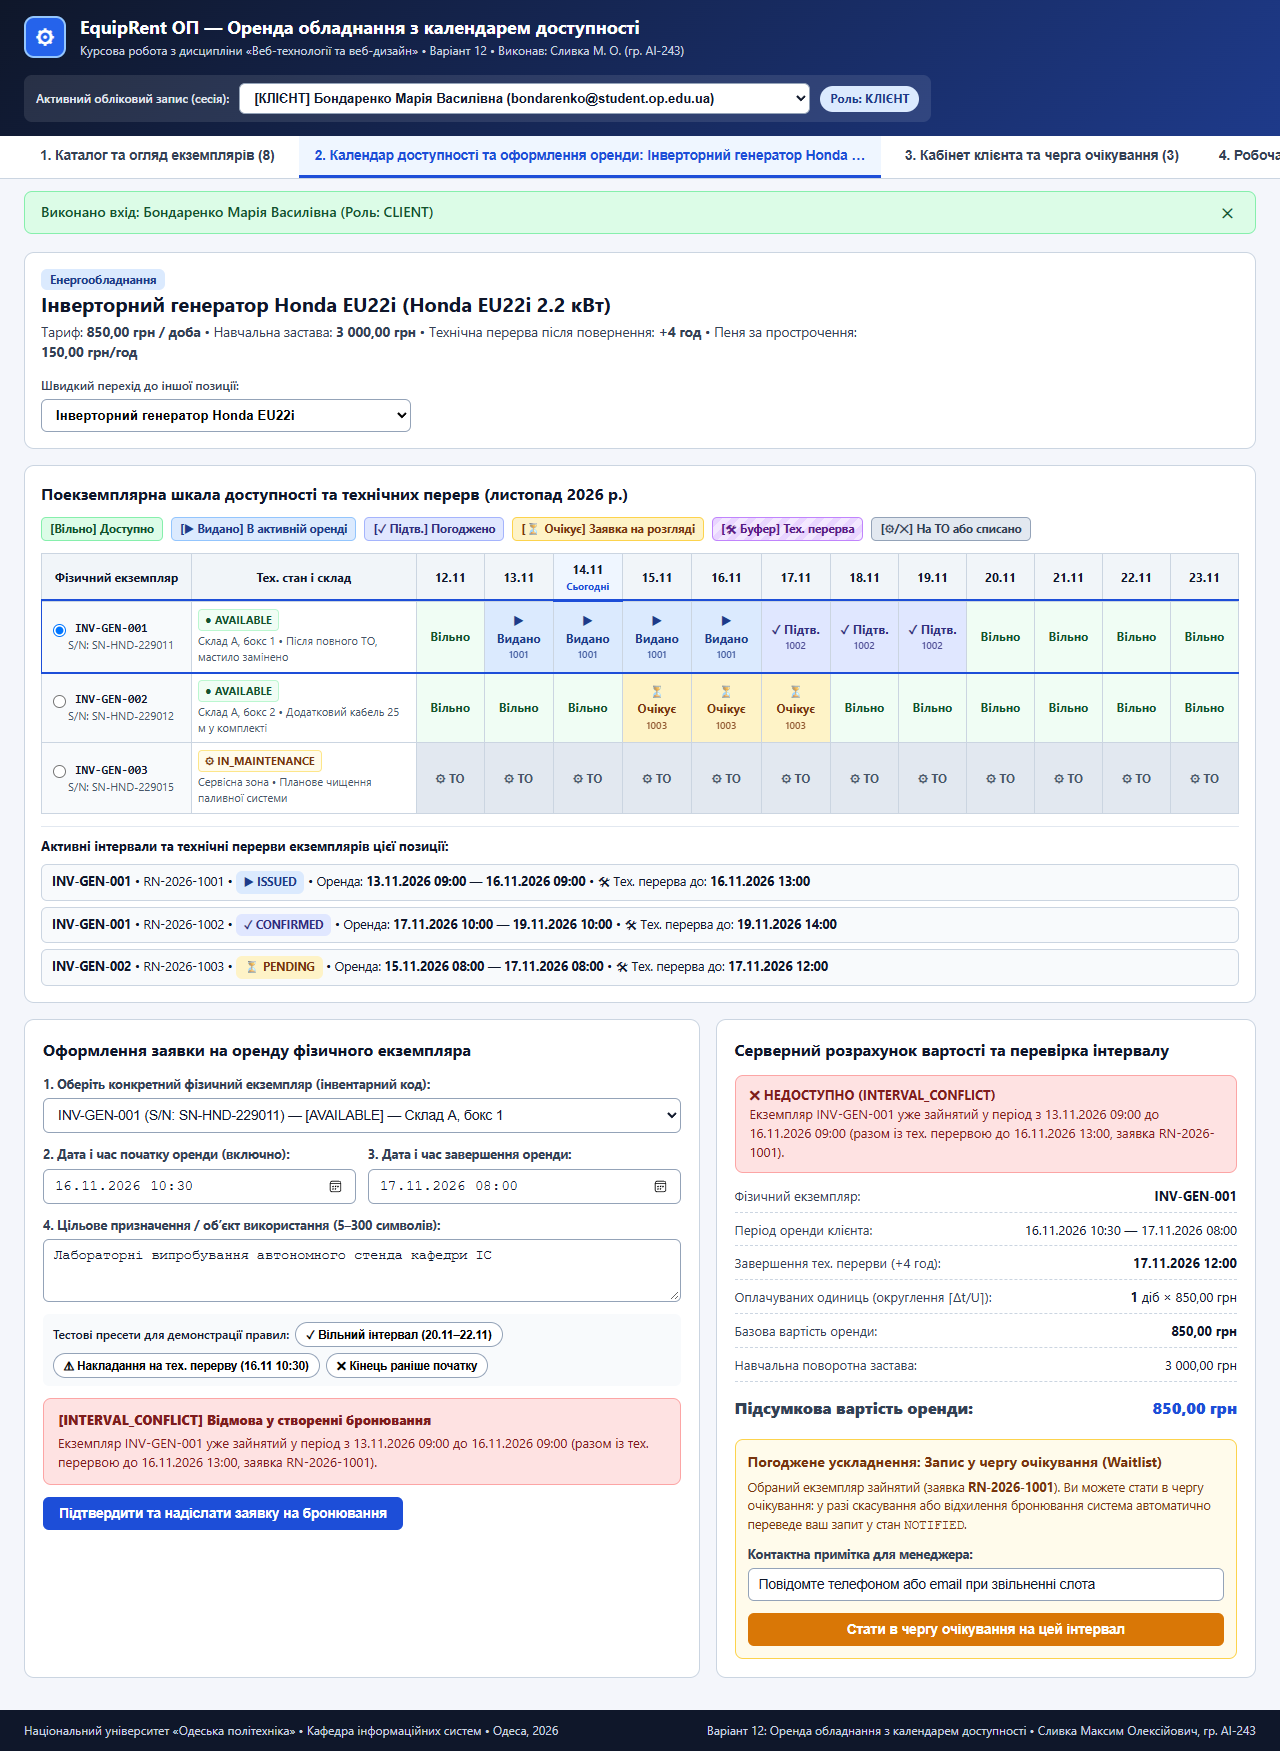 EquipRent ОП — Оренда обладнання з календарем доступності
Курсова робота з дисципліни «Веб-технології та веб-дизайн» • Варіант 12 • Виконав: Сливка М. О. (гр. АІ-243)
Активний обліковий запис (сесія):
[КЛІЄНТ] Бондаренко Марія Василівна (bondarenko@student.op.edu.ua)
Роль: КЛІЄНТ
1. Каталог та огляд екземплярів (8)
2. Календар доступності та оформлення оренди: Інверторний генератор Honda ...
3. Кабінет клієнта та черга очікування (3)
4. Робоча
Виконано вхід: Бондаренко Марія Василівна (Роль: CLIENT)
✕
Енергообладнання
Інверторний генератор Honda EU22i (Honda EU22i 2.2 кВт)
Тариф: 850,00 грн / доба • Навчальна застава: 3 000,00 грн • Технічна перерва після повернення: +4 год • Пеня за прострочення:
150,00 грн/год
Швидкий перехід до іншої позиції:
Інверторний генератор Honda EU22i
Поекземплярна шкала доступності та технічних перерв (листопад 2026 р.)
[Вільно] Доступно
[▶ Видано] В активній оренді
[✓ Підтв.] Погоджено
[⏳ Очікує] Заявка на розгляді
[🛠 Буфер] Тех. перерва
[⚙/✕] На ТО або списано
Фізичний екземпляр Тех. стан і склад 12.11 13.11 14.11 15.11 16.11 17.11 18.11 19.11 20.11 21.11 22.11 23.11
Сьогодні
INV-GEN-001
S/N: SN-HND-229011
● AVAILABLE
Склад А, бокс 1 • Після повного ТО,
мастило замінено
Вільно ▶ Видано ▶ Видано ▶ Видано ▶ Видано ✓ Підтв. ✓ Підтв. ✓ Підтв. Вільно Вільно Вільно Вільно
1001 1001 1001 1001 1002 1002 1002
INV-GEN-002
S/N: SN-HND-229012
● AVAILABLE
Склад А, бокс 2 • Додатковий кабель 25
м у комплекті
Вільно Вільно Вільно ⏳ Очікує ⏳ Очікує ⏳ Очікує Вільно Вільно Вільно Вільно Вільно Вільно
1003 1003 1003
INV-GEN-003
S/N: SN-HND-229015
⚙ IN_MAINTENANCE
Сервісна зона • Планове чищення
паливної системи
⚙ ТО ⚙ ТО ⚙ ТО ⚙ ТО ⚙ ТО ⚙ ТО ⚙ ТО ⚙ ТО ⚙ ТО ⚙ ТО ⚙ ТО ⚙ ТО
Активні інтервали та технічні перерви екземплярів цієї позиції:
INV-GEN-001 • RN-2026-1001 • ▶ ISSUED • Оренда: 13.11.2026 09:00 — 16.11.2026 09:00 • 🛠 Тех. перерва до: 16.11.2026 13:00
INV-GEN-001 • RN-2026-1002 • ✓ CONFIRMED • Оренда: 17.11.2026 10:00 — 19.11.2026 10:00 • 🛠 Тех. перерва до: 19.11.2026 14:00
INV-GEN-002 • RN-2026-1003 • ⏳ PENDING • Оренда: 15.11.2026 08:00 — 17.11.2026 08:00 • 🛠 Тех. перерва до: 17.11.2026 12:00
Оформлення заявки на оренду фізичного екземпляра
1. Оберіть конкретний фізичний екземпляр (інвентарний код):
INV-GEN-001 (S/N: SN-HND-229011) — [AVAILABLE] — Склад А, бокс 1
2. Дата і час початку оренди (включно):
16.11.2026 10:30
3. Дата і час завершення оренди:
17.11.2026 08:00
4. Цільове призначення / об'єкт використання (5–300 символів):
Лабораторні випробування автономного стенда кафедри ІС
Тестові пресети для демонстрації правил:
✓ Вільний інтервал (20.11–22.11)
⚠ Накладання на тех. перерву (16.11 10:30)
✕ Кінець раніше початку
[INTERVAL_CONFLICT] Відмова у створенні бронювання
Екземпляр INV-GEN-001 уже зайнятий у період з 13.11.2026 09:00 до 16.11.2026 09:00 (разом із тех.
перервою до 16.11.2026 13:00, заявка RN-2026-1001).
Підтвердити та надіслати заявку на бронювання
Серверний розрахунок вартості та перевірка інтервалу
✕ НЕДОСТУПНО (INTERVAL_CONFLICT)
Екземпляр INV-GEN-001 уже зайнятий у період з 13.11.2026 09:00 до
16.11.2026 09:00 (разом із тех. перервою до 16.11.2026 13:00, заявка RN-2026-
1001).
Фізичний екземпляр: INV-GEN-001
Період оренди клієнта: 16.11.2026 10:30 — 17.11.2026 08:00
Завершення тех. перерви (+4 год): 17.11.2026 12:00
Оплачуваних одиниць (округлення ⌈Δt/U⌉): 1 діб × 850,00 грн
Базова вартість оренди: 850,00 грн
Навчальна поворотна застава: 3 000,00 грн
Підсумкова вартість оренди: 850,00 грн
Погоджене ускладнення: Запис у чергу очікування (Waitlist)
Обраний екземпляр зайнятий (заявка RN-2026-1001). Ви можете стати в чергу
очікування: у разі скасування або відхилення бронювання система автоматично
переведе ваш запит у стан NOTIFIED.
Контактна примітка для менеджера:
Повідомте телефоном або email при звільненні слота
Стати в чергу очікування на цей інтервал
Національний університет «Одеська політехніка» • Кафедра інформаційних систем • Одеса, 2026
Варіант 12: Оренда обладнання з календарем доступності • Сливка Максим Олексійович, гр. АІ-243